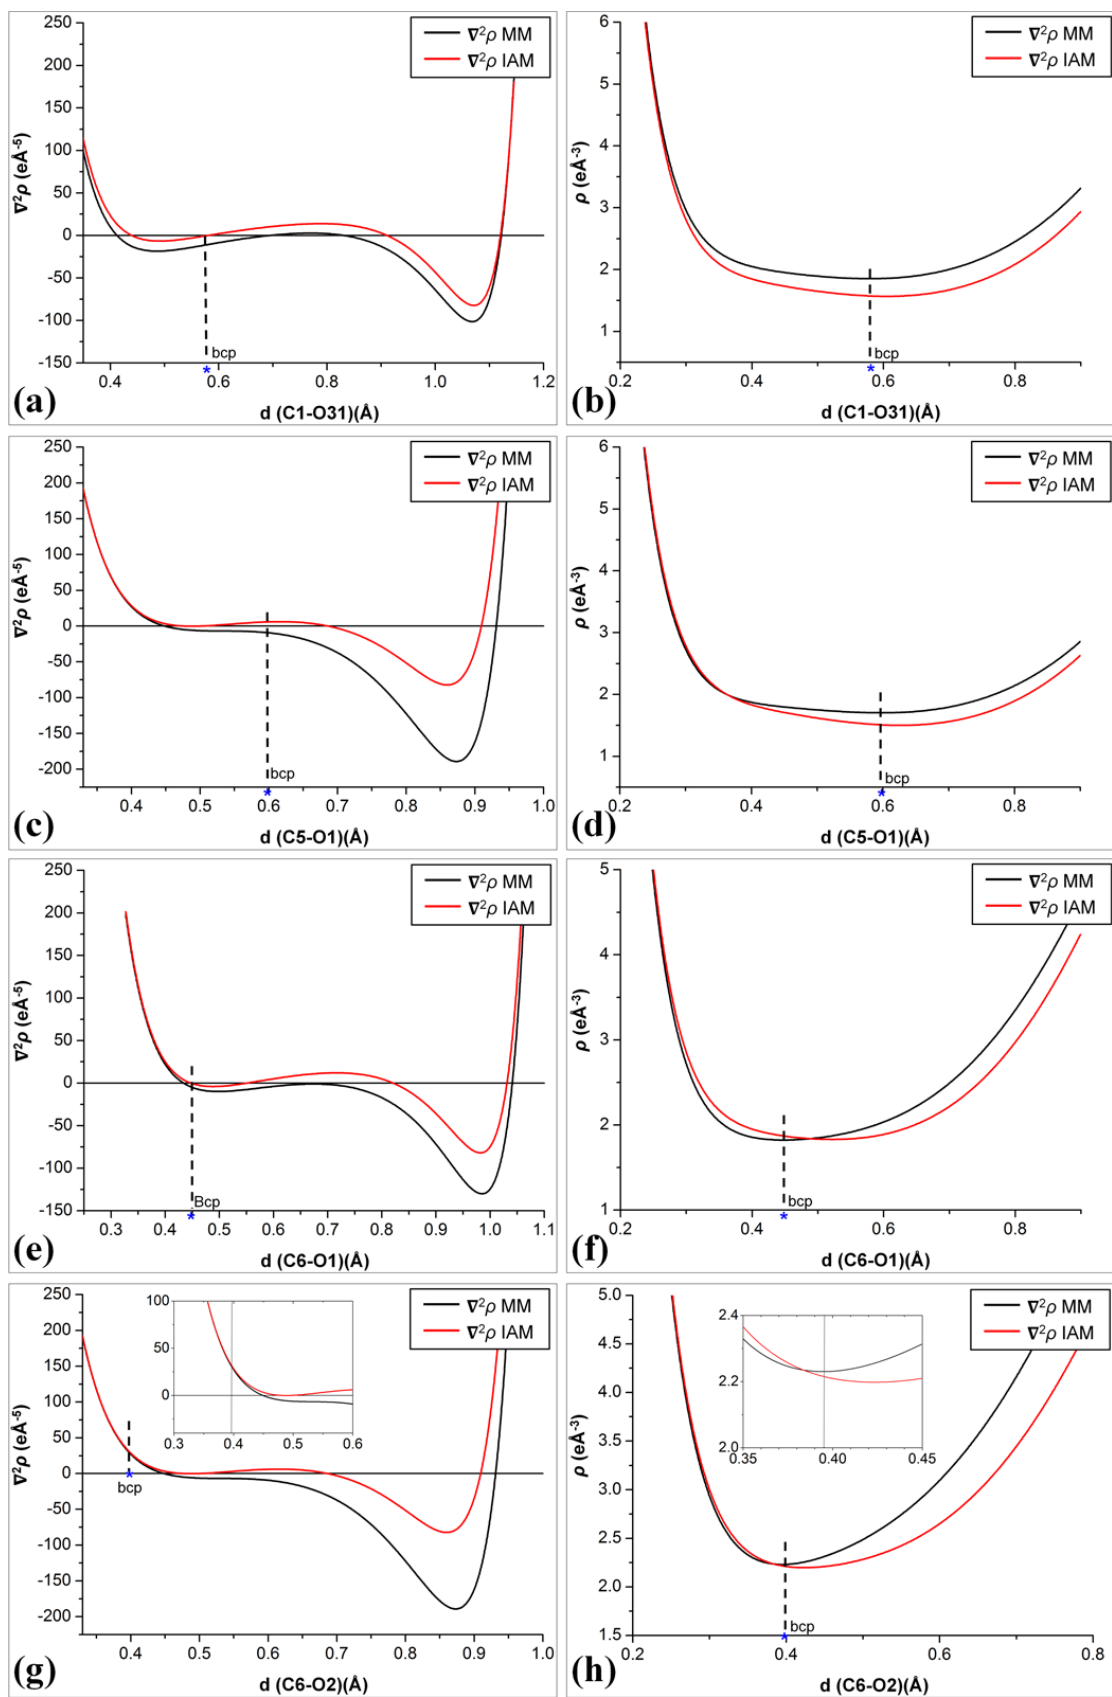 250
200
150
100
50
0
-50
-100
-150
∇²ρ (eÅ⁻⁵)
∇²ρ MM
∇²ρ IAM
bcp
*
0.4 0.6 0.8 1.0 1.2
(a) d (C1-O31)(Å)
6
5
4
3
2
1
ρ (eÅ⁻³)
∇²ρ MM
∇²ρ IAM
bcp
*
0.2 0.4 0.6 0.8
(b) d (C1-O31)(Å)
250
200
150
100
50
0
-50
-100
-150
-200
∇²ρ (eÅ⁻⁵)
∇²ρ MM
∇²ρ IAM
bcp
*
0.4 0.5 0.6 0.7 0.8 0.9 1.0
(c) d (C5-O1)(Å)
6
5
4
3
2
1
ρ (eÅ⁻³)
∇²ρ MM
∇²ρ IAM
bcp
*
0.2 0.4 0.6 0.8
(d) d (C5-O1)(Å)
250
200
150
100
50
0
-50
-100
-150
∇²ρ (eÅ⁻⁵)
∇²ρ MM
∇²ρ IAM
Bcp
*
0.3 0.4 0.5 0.6 0.7 0.8 0.9 1.0 1.1
(e) d (C6-O1)(Å)
5
4
3
2
1
ρ (eÅ⁻³)
∇²ρ MM
∇²ρ IAM
bcp
*
0.2 0.4 0.6 0.8
(f) d (C6-O1)(Å)
250
200
150
100
50
0
-50
-100
-150
-200
∇²ρ (eÅ⁻⁵)
100
50
0
0.3 0.4 0.5 0.6
∇²ρ MM
∇²ρ IAM
*
bcp
0.4 0.5 0.6 0.7 0.8 0.9 1.0
(g) d (C6-O2)(Å)
5.0
4.5
4.0
3.5
3.0
2.5
2.0
1.5
ρ (eÅ⁻³)
2.4
2.2
2.0
0.35 0.40 0.45
∇²ρ MM
∇²ρ IAM
bcp
*
0.2 0.4 0.6 0.8
(h) d (C6-O2)(Å)